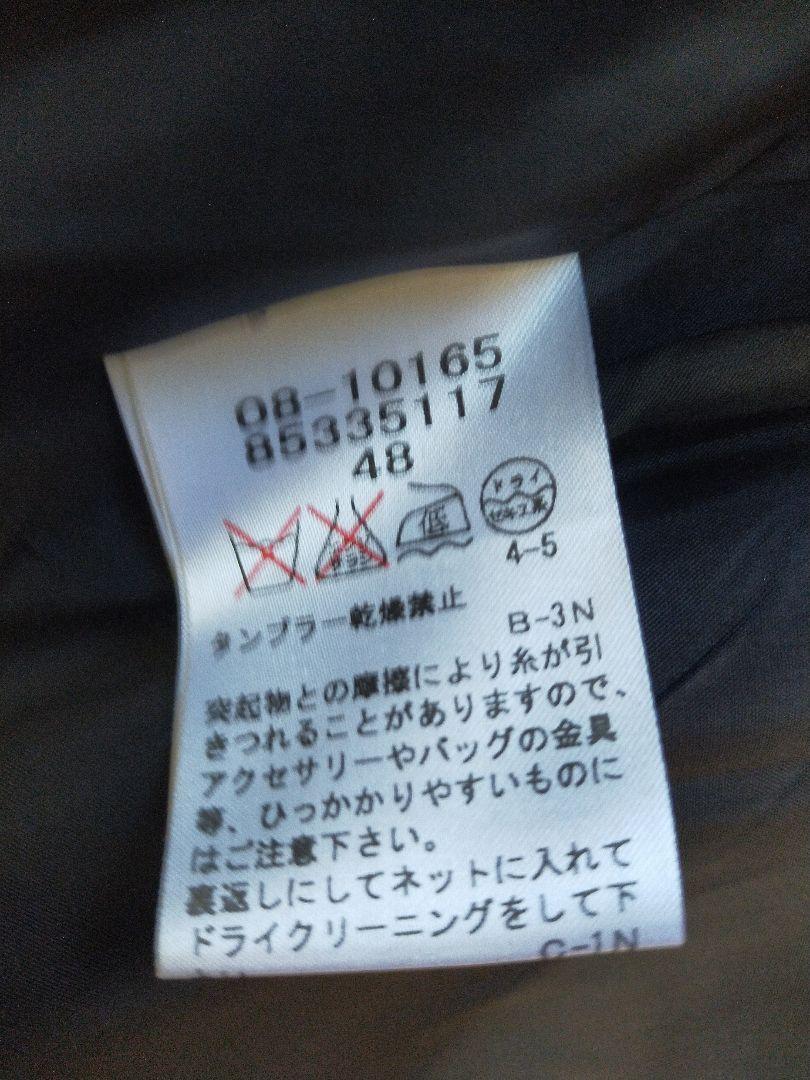 08-10165
85335117
48
低
ドライ
セキユ系
4-5
タンブラー乾燥禁止
B-3N
突起物との摩擦により糸が引
きつれることがありますので、
アクセサリーやバッグの金具
等、ひっかかりやすいものに
はご注意下さい。
裏返しにしてネットに入れて
ドライクリーニングをして下
C-1N